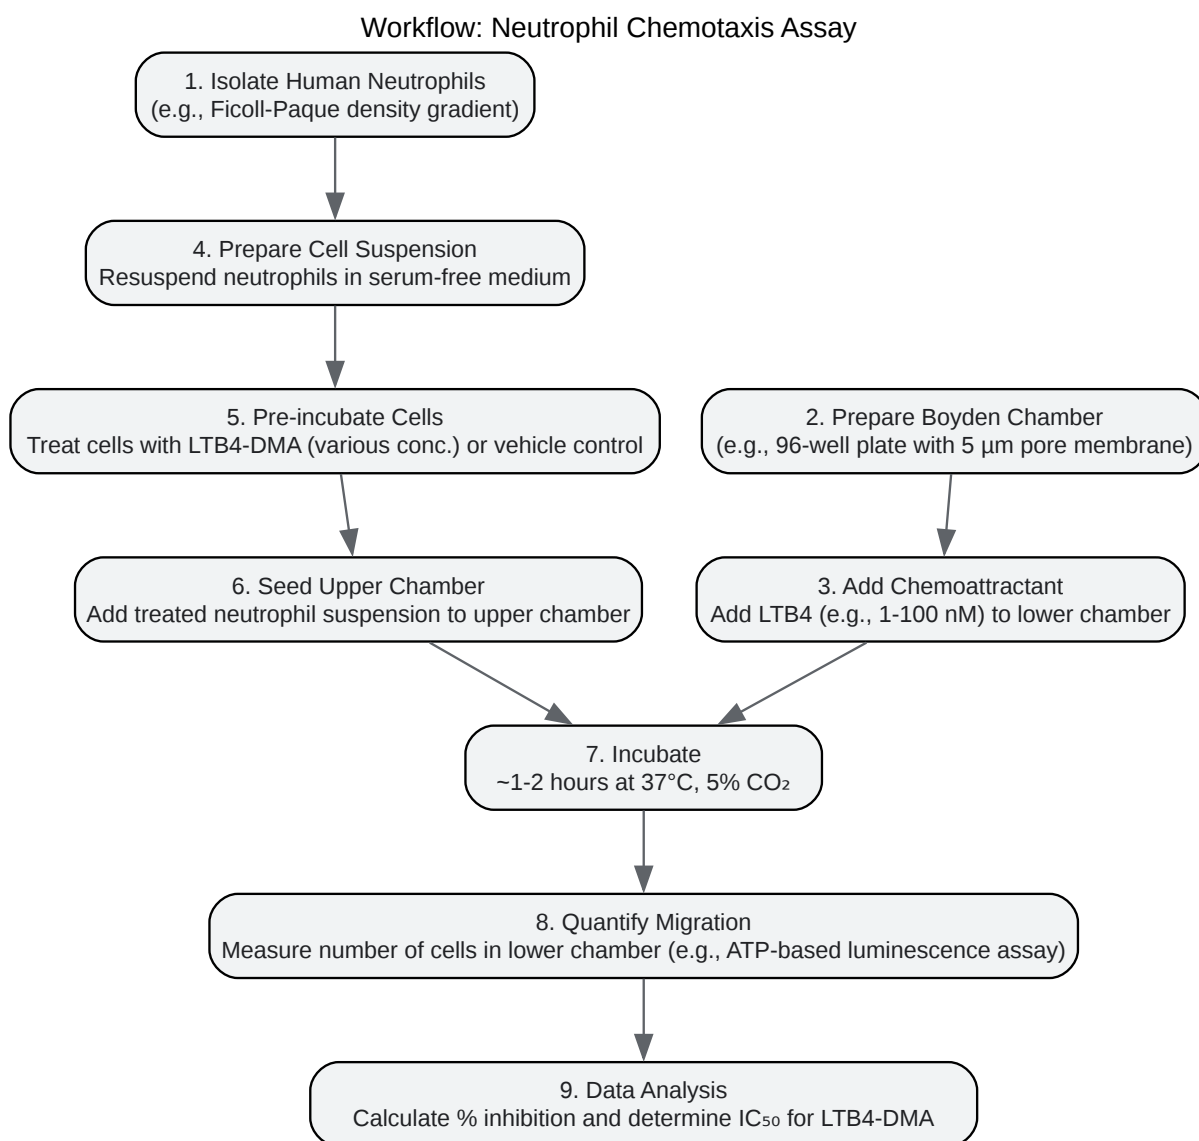 Workflow: Neutrophil Chemotaxis Assay
1. Isolate Human Neutrophils
(e.g., Ficoll-Paque density gradient)
4. Prepare Cell Suspension
Resuspend neutrophils in serum-free medium
5. Pre-incubate Cells
Treat cells with LTB4-DMA (various conc.) or vehicle control
2. Prepare Boyden Chamber
(e.g., 96-well plate with 5 µm pore membrane)
6. Seed Upper Chamber
Add treated neutrophil suspension to upper chamber
3. Add Chemoattractant
Add LTB4 (e.g., 1-100 nM) to lower chamber
7. Incubate
~1-2 hours at 37°C, 5% CO₂
8. Quantify Migration
Measure number of cells in lower chamber (e.g., ATP-based luminescence assay)
9. Data Analysis
Calculate % inhibition and determine IC₅₀ for LTB4-DMA